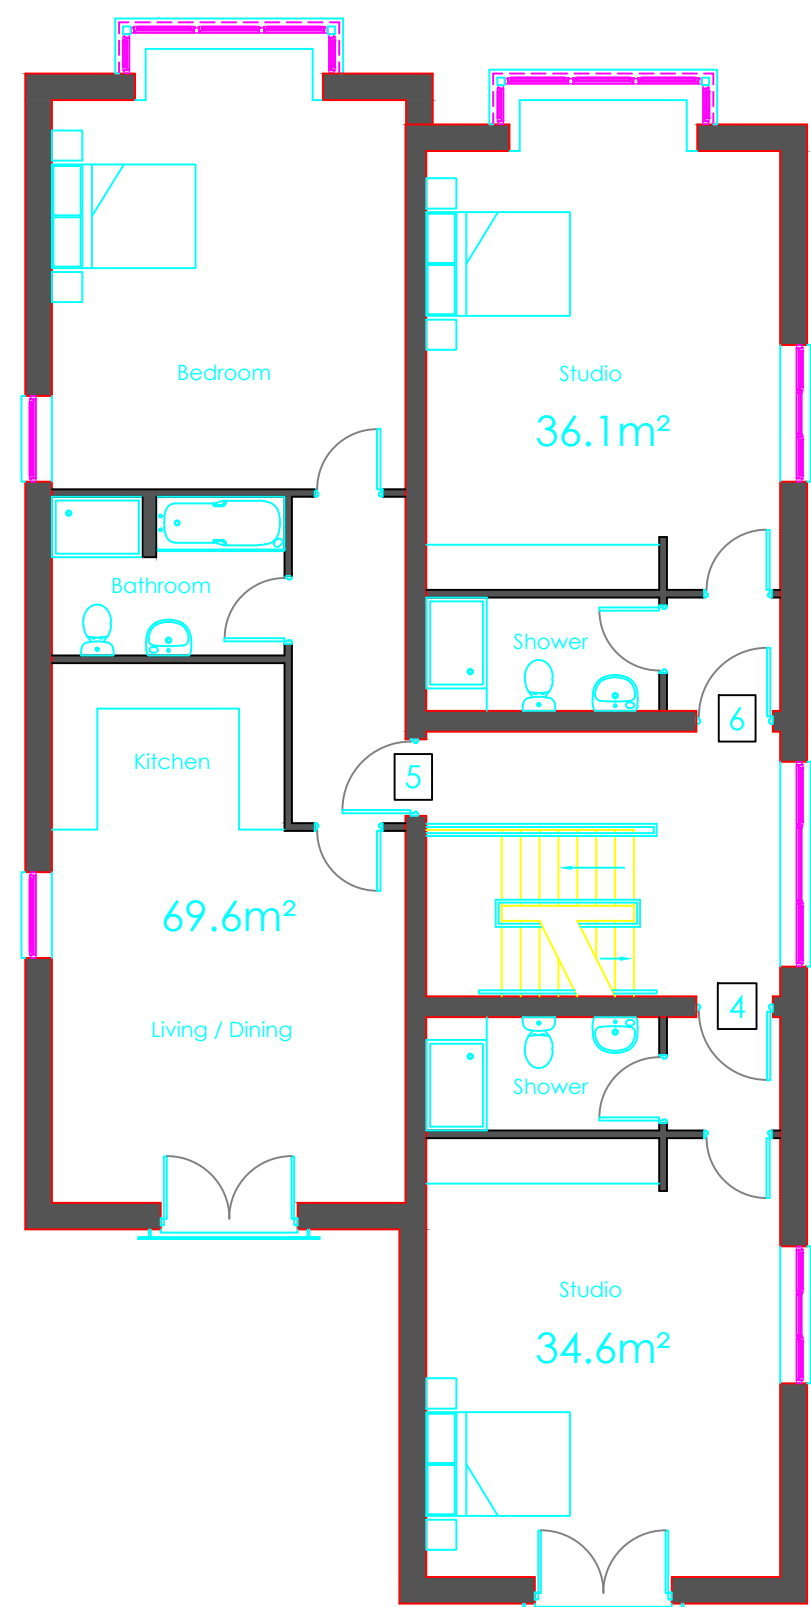 Bedroom
Studio
36.1m²
Bathroom
Shower
6
Kitchen
5
69.6m²
Living / Dining
4
Shower
Studio
34.6m²